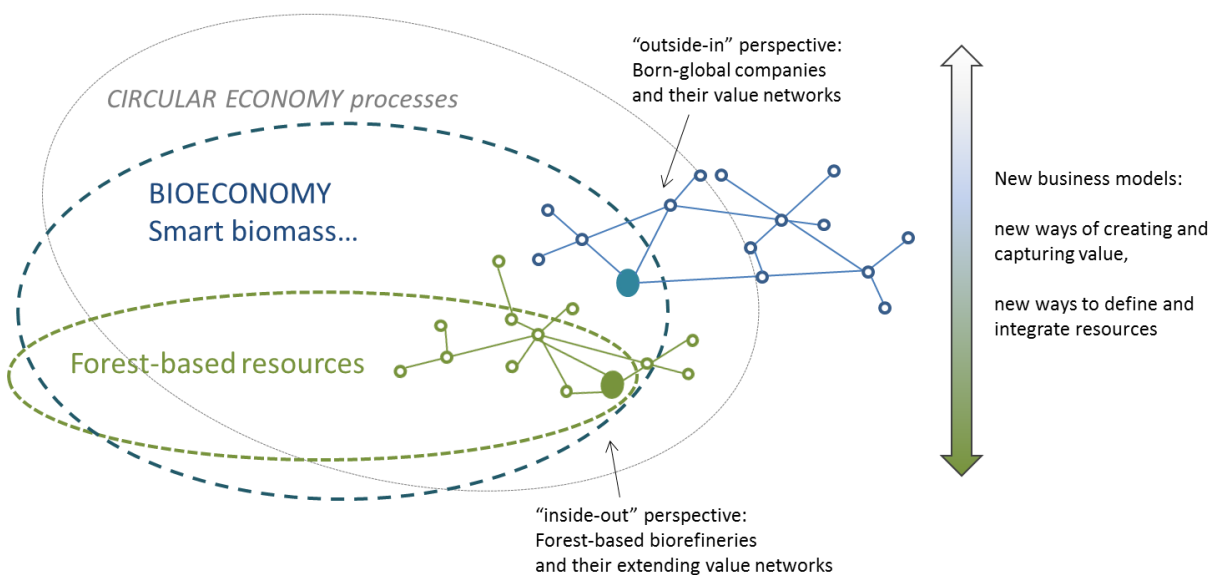 “outside-in” perspective:
Born-global companies
and their value networks
CIRCULAR ECONOMY processes
BIOECONOMY
Smart biomass...
Forest-based resources
New business models:
new ways of creating and
capturing value,
new ways to define and
integrate resources
“inside-out” perspective:
Forest-based biorefineries
and their extending value networks